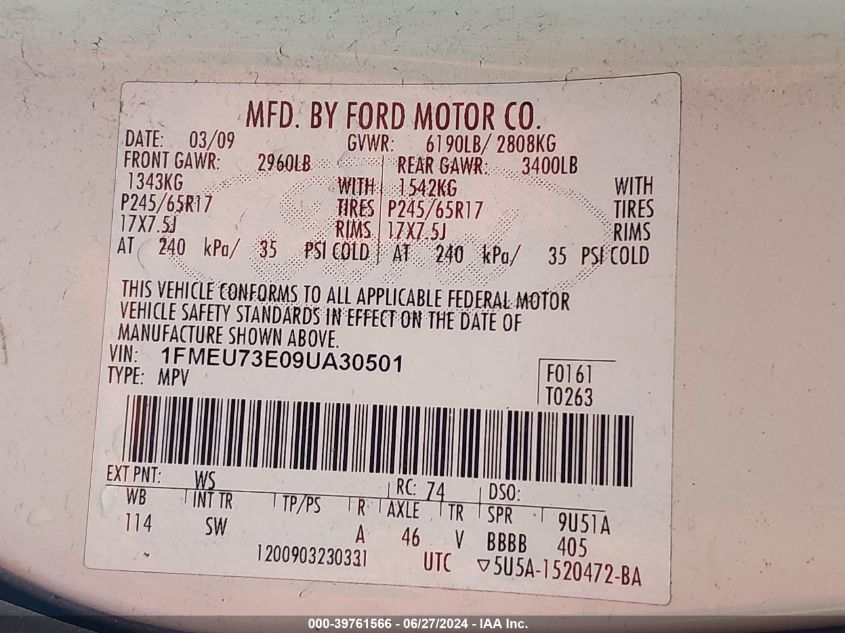 MFD. BY FORD MOTOR CO.
DATE: 03/09 GVWR: 6190LB/ 2808KG
FRONT GAWR: 2960LB REAR GAWR: 3400LB
1343KG WITH 1542KG WITH
P245/65R17 TIRES P245/65R17 TIRES
17X7.5J RIMS 17X7.5J RIMS
AT 240 kPa/ 35 PSI COLD AT 240 kPa/ 35 PSI COLD
THIS VEHICLE CONFORMS TO ALL APPLICABLE FEDERAL MOTOR
VEHICLE SAFETY STANDARDS IN EFFECT ON THE DATE OF
MANUFACTURE SHOWN ABOVE.
VIN: 1FMEU73E09UA30501
TYPE: MPV
F0161
T0263
EXT PNT: WS RC: 74 DSO:
WB INT TR TP/PS R AXLE TR SPR 9U51A
114 SW A 46 V BBBB 405
1200903230331 UTC ▽5U5A-1520472-BA
000-39761566 - 06/27/2024 - IAA Inc.